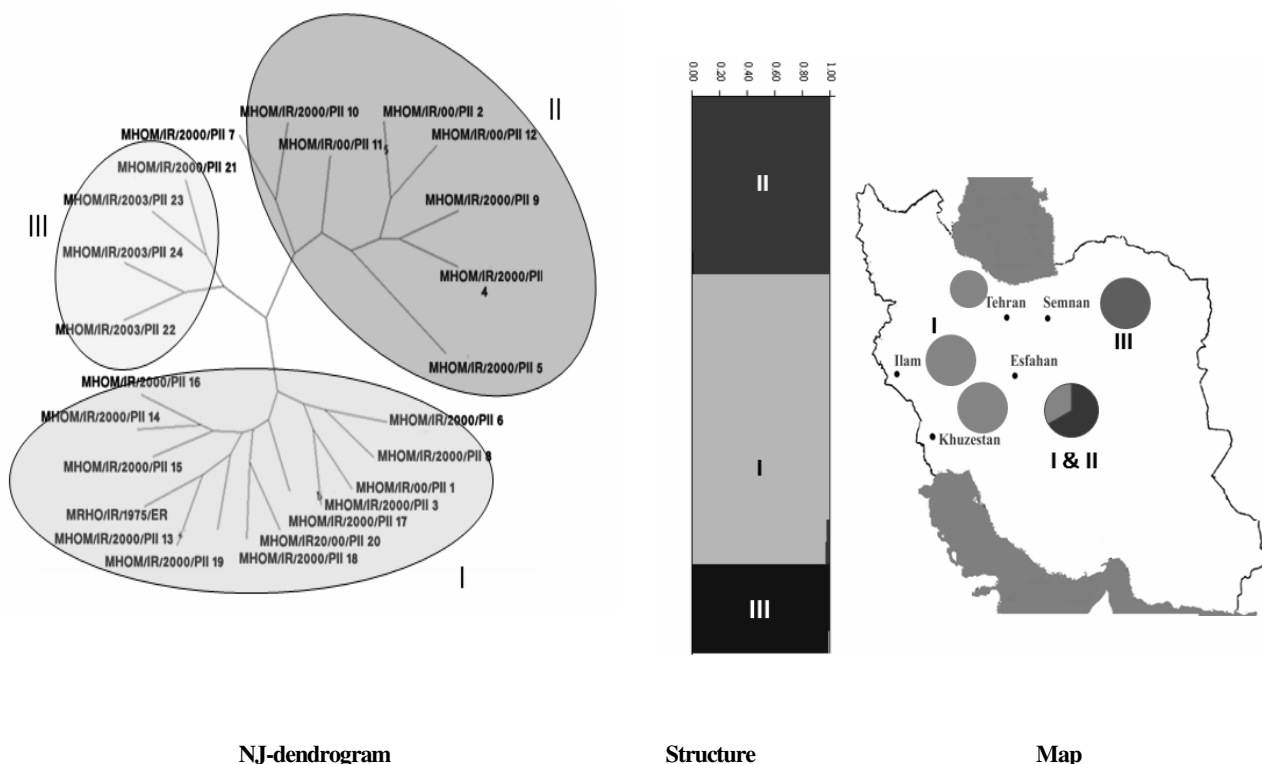 II
MHOM/IR/2000/PII 10
MHOM/IR/00/PII 2
MHOM/IR/2000/PII 7
MHOM/IR/00/PII 12
MHOM/IR/00/PII 11
MHOM/IR/2000/PII 21
MHOM/IR/2003/PII 23
MHOM/IR/2000/PII 9
III
MHOM/IR/2003/PII 24
MHOM/IR/2000/PII
4
MHOM/IR/2003/PII 22
MHOM/IR/2000/PII 5
MHOM/IR/2000/PII 16
MHOM/IR/2000/PII 14
MHOM/IR/2000/PII 6
MHOM/IR/2000/PII 15
MHOM/IR/2000/PII 8
MHOM/IR/00/PII 1
MHOM/IR/2000/PII 3
MRHO/IR/1975/ER
MHOM/IR/2000/PII 17
MHOM/IR/2000/PII 13
MHOM/IR20/00/PII 20
MHOM/IR/2000/PII 19
MHOM/IR/2000/PII 18
I
NJ-dendrogram
0.00 0.20 0.40 0.60 0.80 1.00
II
I
III
Structure
Tehran
Semnan
III
I
Ilam
Esfahan
Khuzestan
I & II
Map